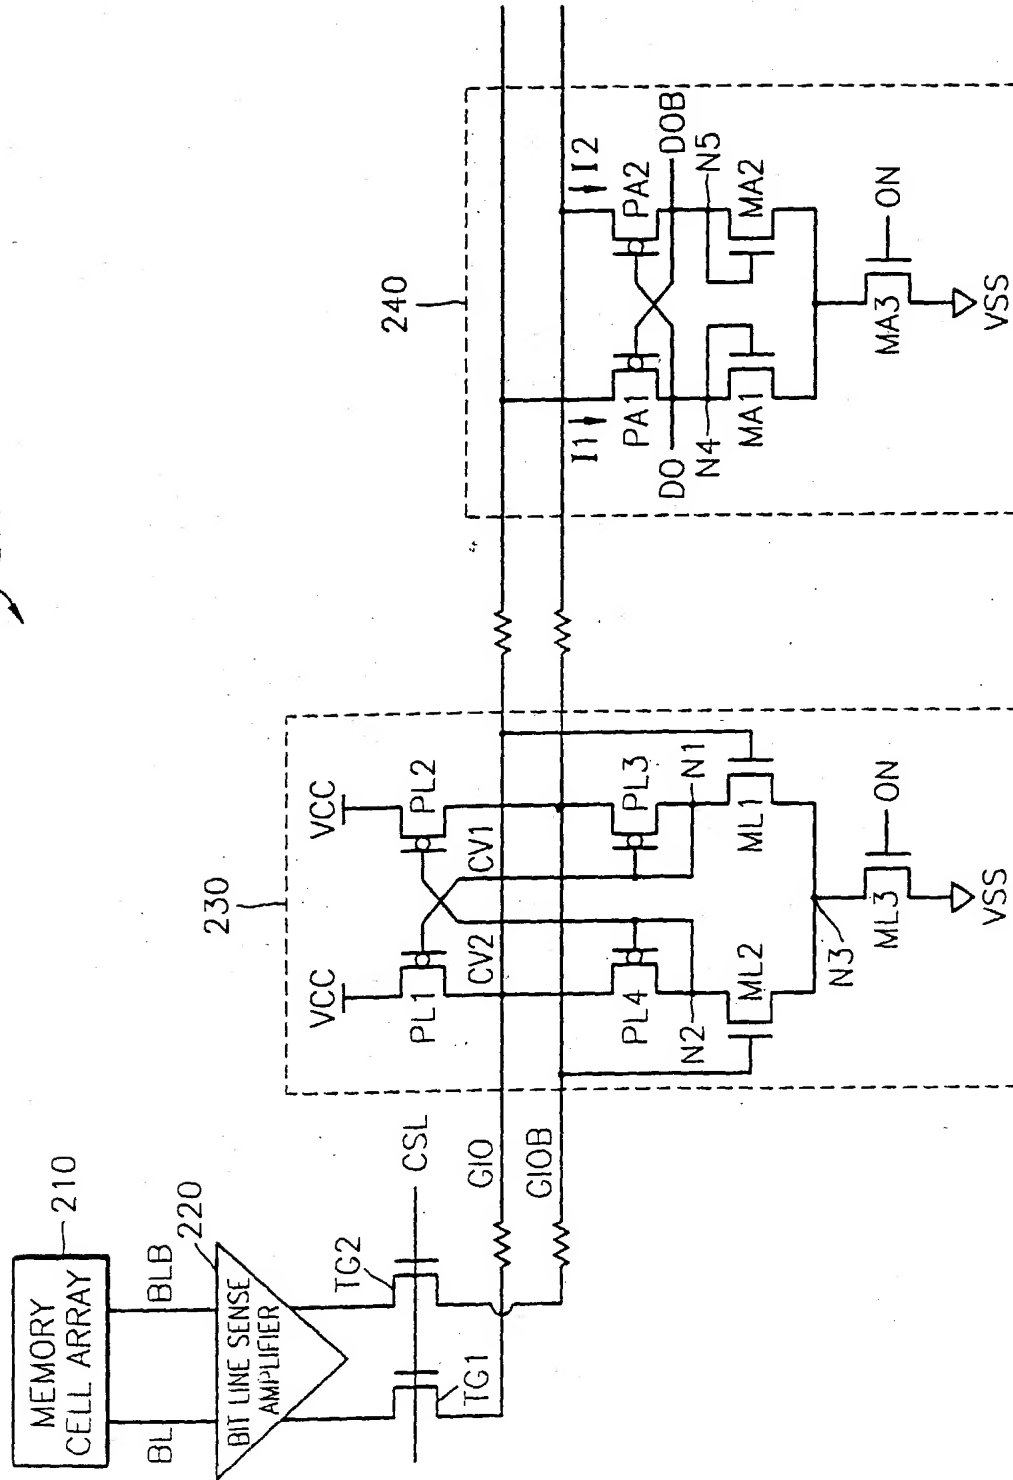 MEMORY
CELL ARRAY
210
BL
BLB
BIT LINE SENSE
AMPLIFIER
220
TG1
TG2
CSL
GIO
GIOB
230
VCC
VCC
PL1
PL2
CV2
CV1
PL4
PL3
N2
N1
ML2
ML1
N3
ML3
ON
VSS
240
I1
I2
PA1
PA2
DO
DOB
N4
N5
MA1
MA2
MA3
ON
VSS